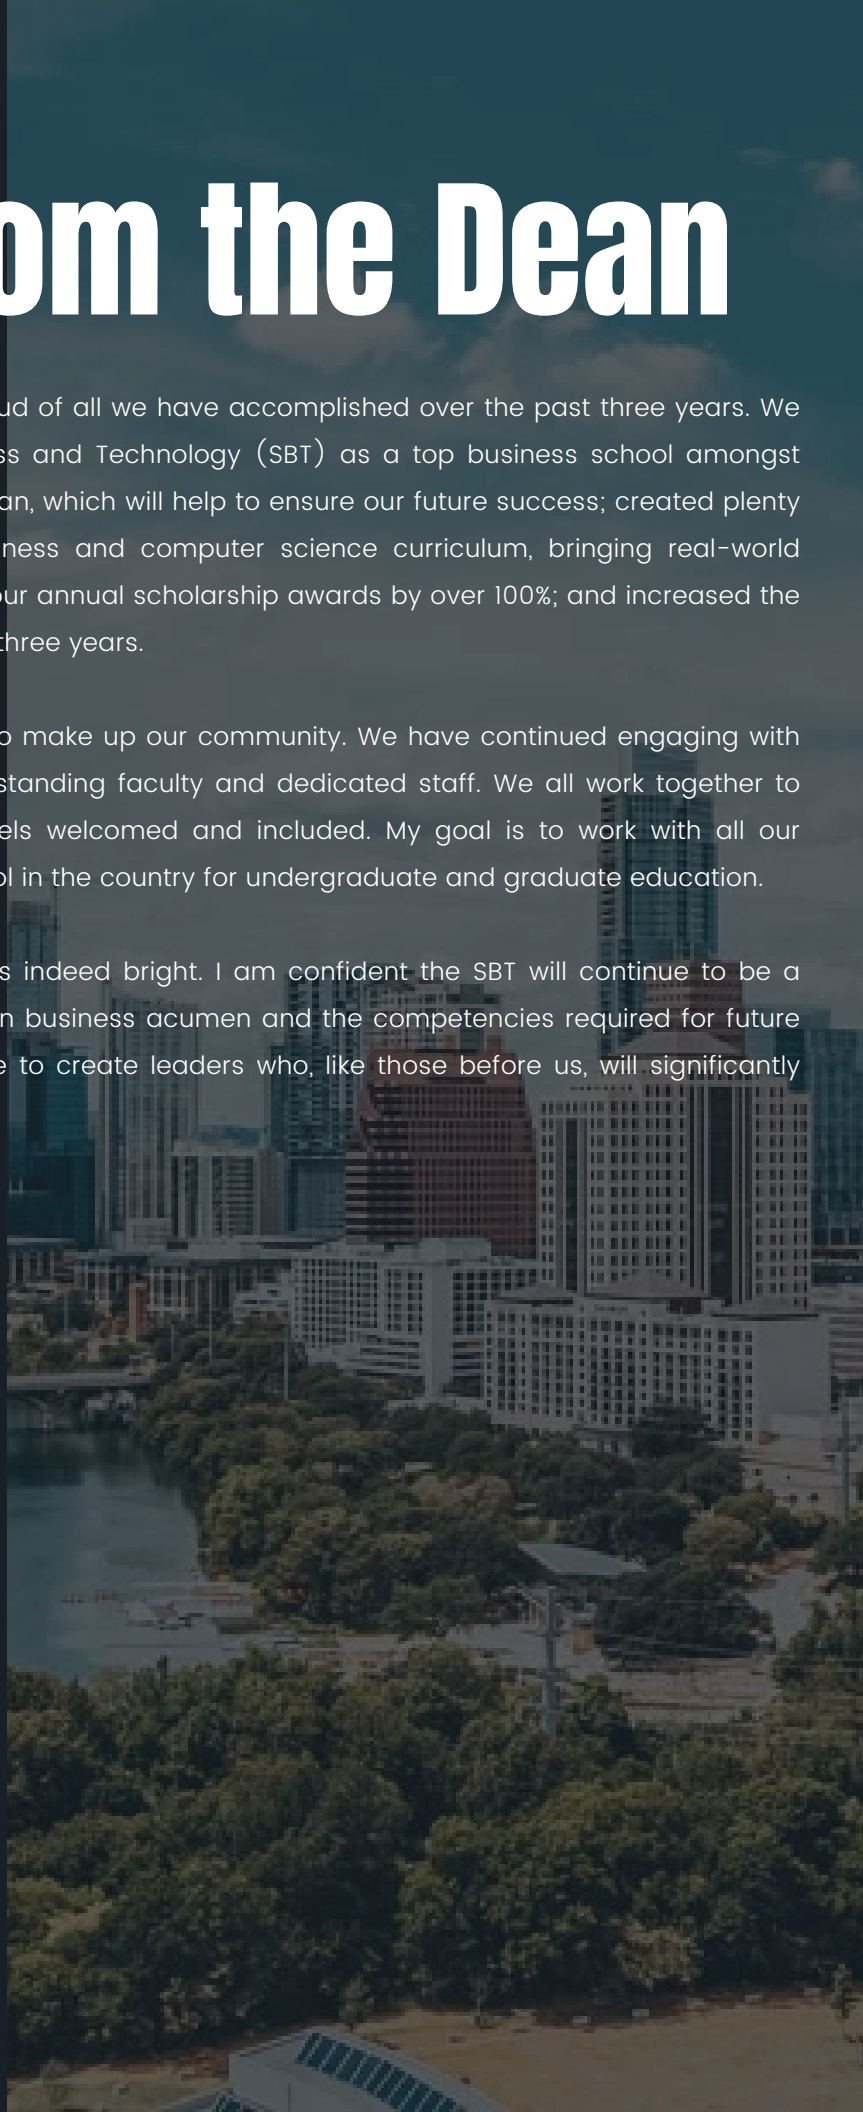 om the Dean
ud of all we have accomplished over the past three years. We
ss and Technology (SBT) as a top business school amongst
an, which will help to ensure our future success; created plenty
ness and computer science curriculum, bringing real-world
our annual scholarship awards by over 100%; and increased the
three years.
o make up our community. We have continued engaging with
standing faculty and dedicated staff. We all work together to
els welcomed and included. My goal is to work with all our
ol in the country for undergraduate and graduate education.
s indeed bright. I am confident the SBT will continue to be a
n business acumen and the competencies required for future
e to create leaders who, like those before us, will significantly